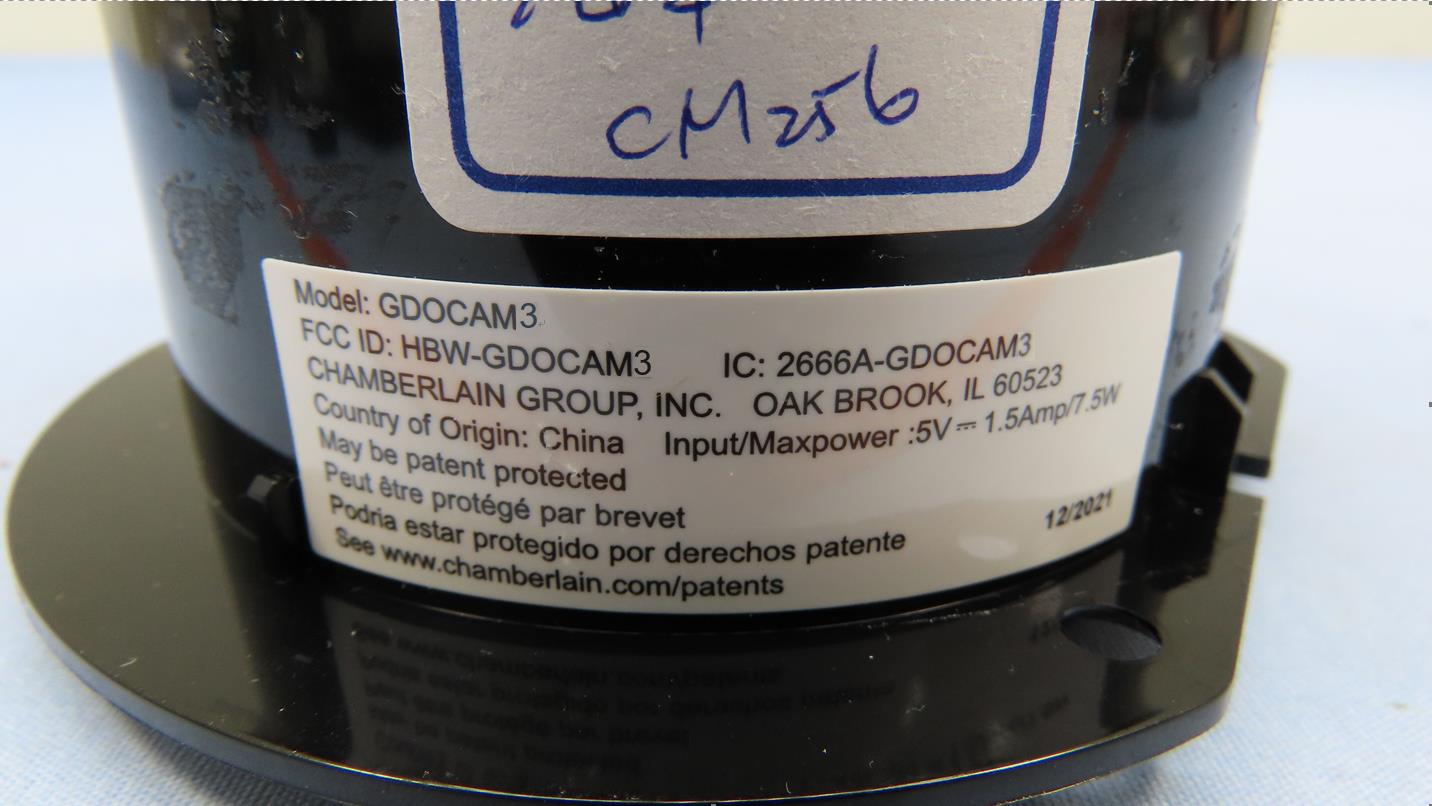 CM256
Model: GDOCAM3
FCC ID: HBW-GDOCAM3 IC: 2666A-GDOCAM3
CHAMBERLAIN GROUP, INC. OAK BROOK, IL 60523
Country of Origin: China Input/Maxpower :5V⎓1.5Amp/7.5W
May be patent protected
Peut être protégé par brevet
Podria estar protegido por derechos patente
See www.chamberlain.com/patents
12/2021